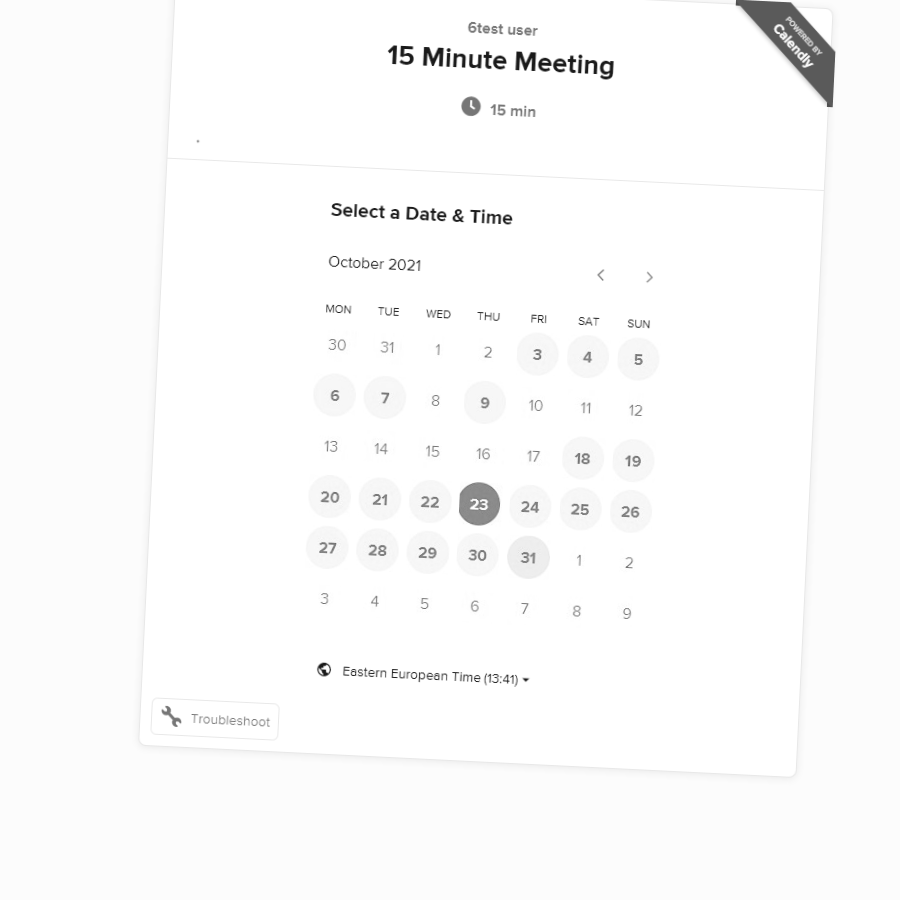 POWERED BY
Calendly
6test user
15 Minute Meeting
15 min
Select a Date & Time
October 2021
MON TUE WED THU FRI SAT SUN
30 31 1 2 3 4 5
6 7 8 9 10 11 12
13 14 15 16 17 18 19
20 21 22 23 24 25 26
27 28 29 30 31 1 2
3 4 5 6 7 8 9
Eastern European Time (13:41)
Troubleshoot